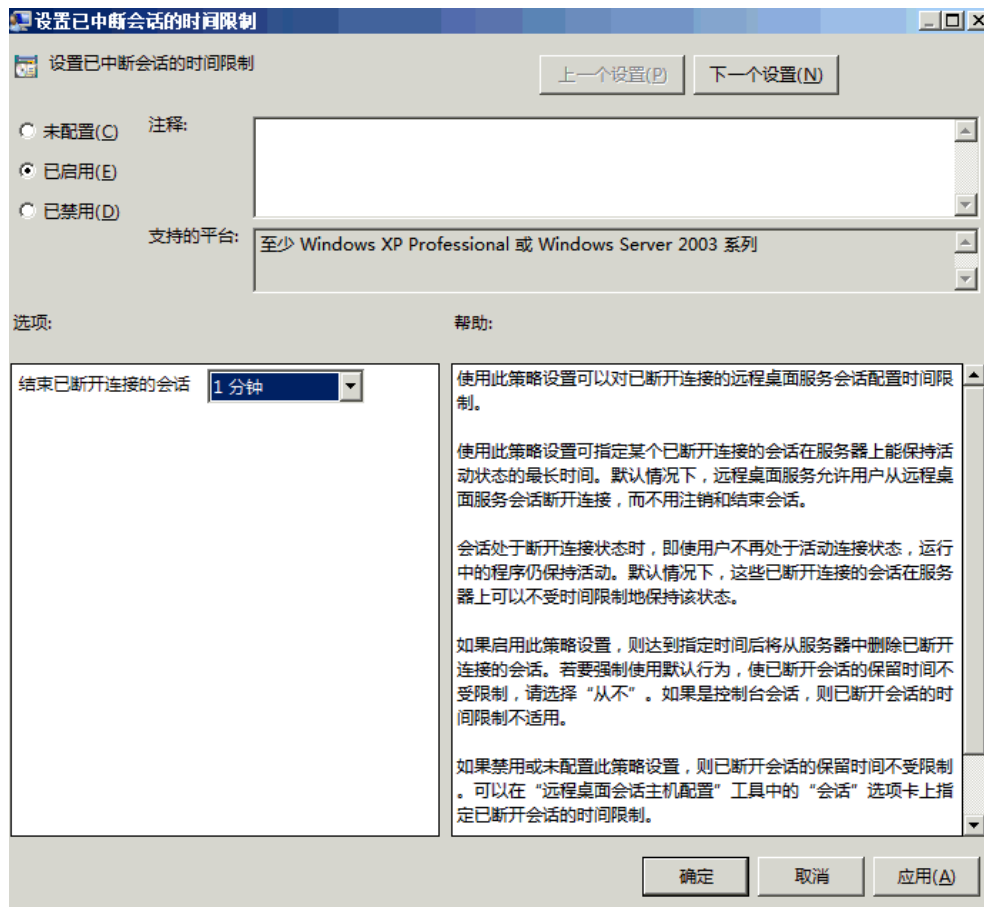 设置已中断会话的时间限制
设置已中断会话的时间限制
上一个设置(P)
下一个设置(N)
未配置(C)
注释:
已启用(E)
已禁用(D)
支持的平台:
至少 Windows XP Professional 或 Windows Server 2003 系列
选项:
帮助:
结束已断开连接的会话
1 分钟
使用此策略设置可以对已断开连接的远程桌面服务会话配置时间限
制。
使用此策略设置可指定某个已断开连接的会话在服务器上能保持活
动状态的最长时间。默认情况下，远程桌面服务允许用户从远程桌
面服务会话断开连接，而不用注销和结束会话。
会话处于断开连接状态时，即使用户不再处于活动连接状态，运行
中的程序仍保持活动。默认情况下，这些已断开连接的会话在服务
器上可以不受时间限制地保持该状态。
如果启用此策略设置，则达到指定时间后将从服务器中删除已断开
连接的会话。若要强制使用默认行为，使已断开会话的保留时间不
受限制，请选择“从不”。如果是控制台会话，则已断开会话的时
间限制不适用。
如果禁用或未配置此策略设置，则已断开会话的保留时间不受限制
。可以在“远程桌面会话主机配置”工具中的“会话”选项卡上指
定已断开会话的时间限制。
确定
取消
应用(A)